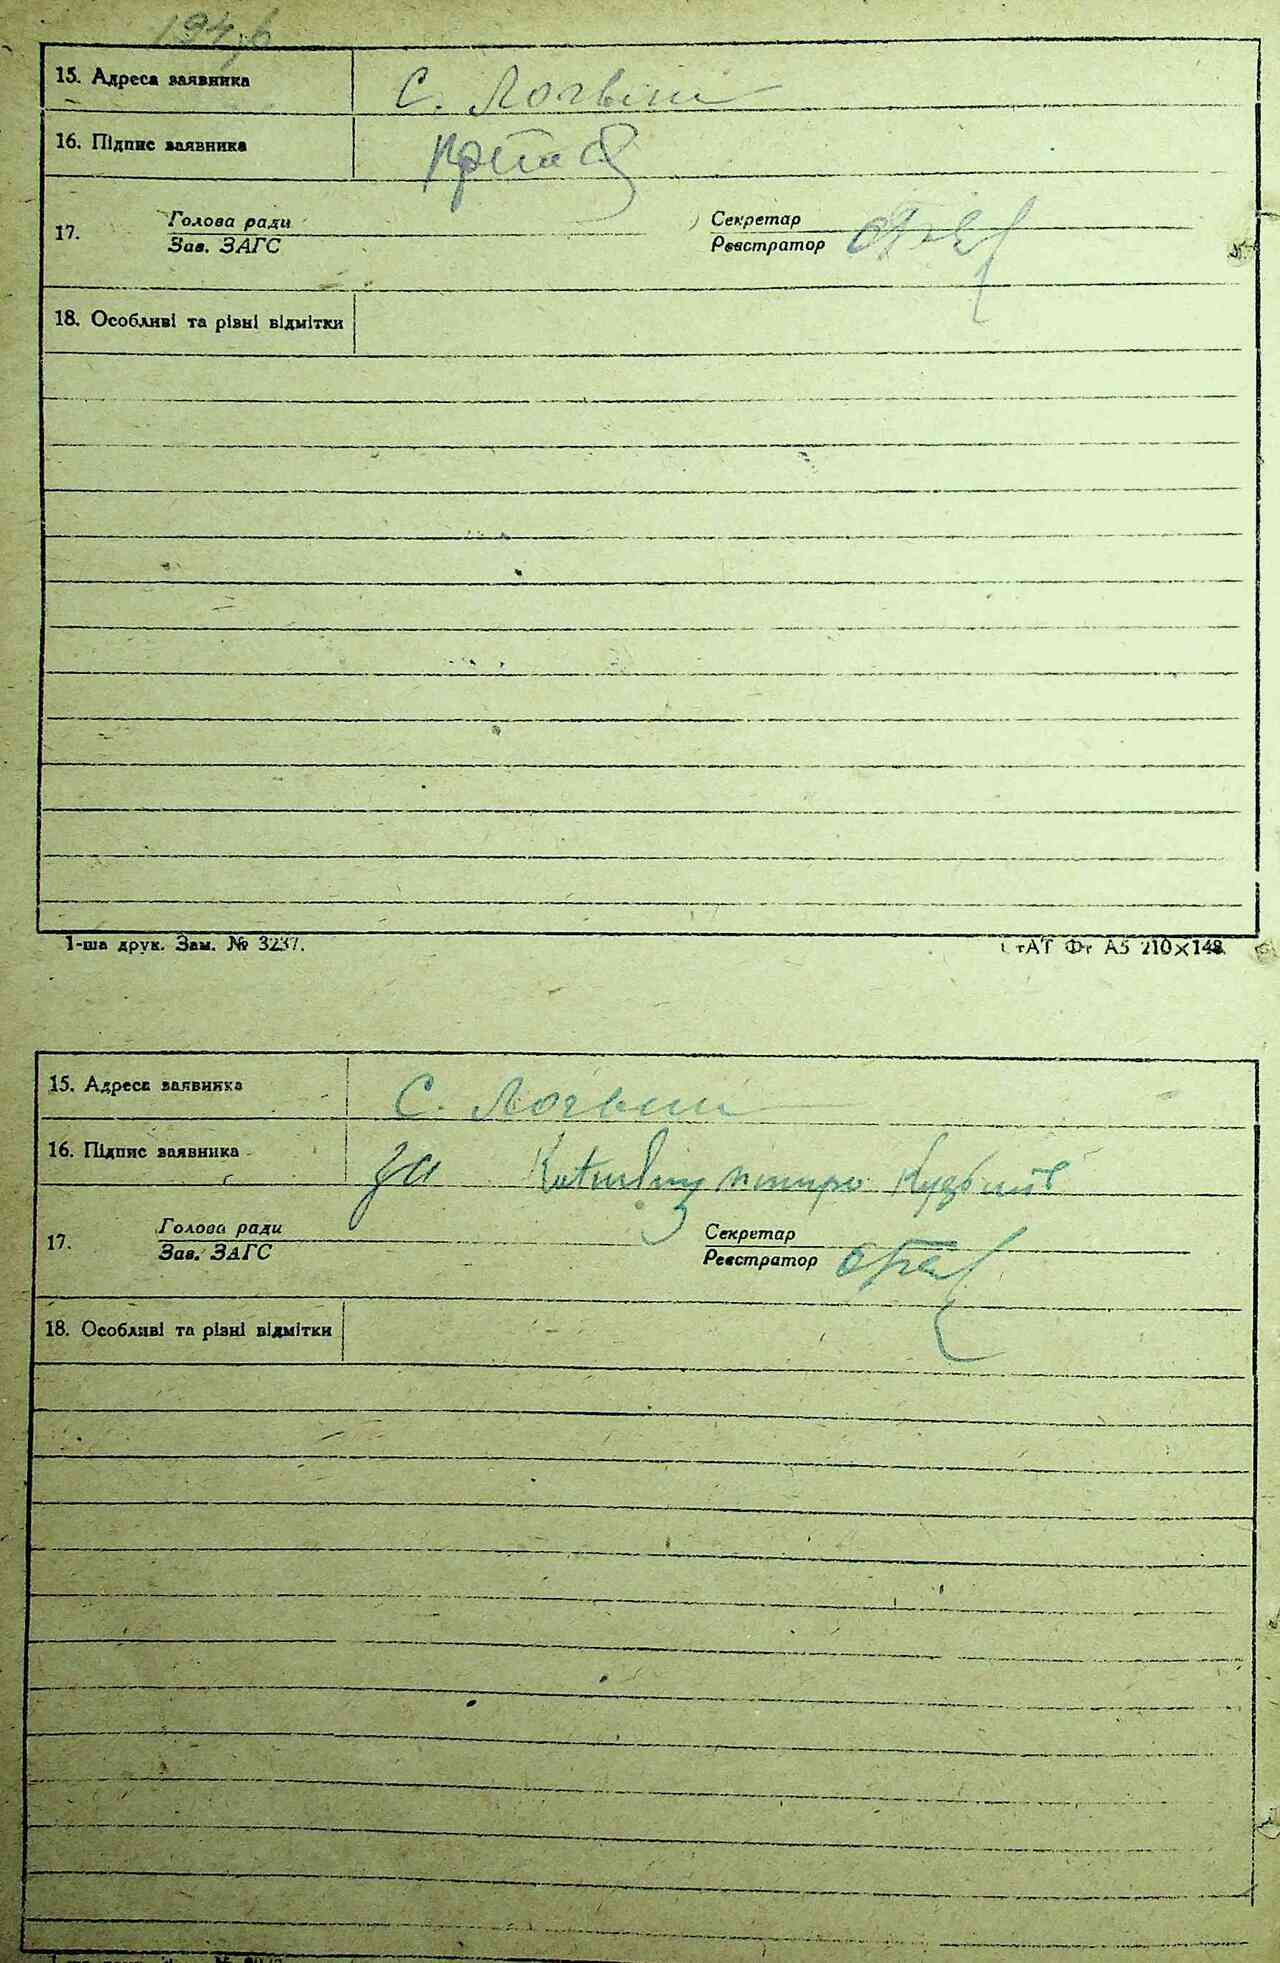 15. Адреса заявника С. Логвин
16. Підпис заявника
17. Голова ради Секретар
Зав. ЗАГС Реєстратор
18. Особливі та різні відмітки
1-ша друк. Зам. № 3237. СтАТ Фг А5 210×148
15. Адреса заявника С. Логвин
16. Підпис заявника за
17. Голова ради Секретар
Зав. ЗАГС Реєстратор
18. Особливі та різні відмітки